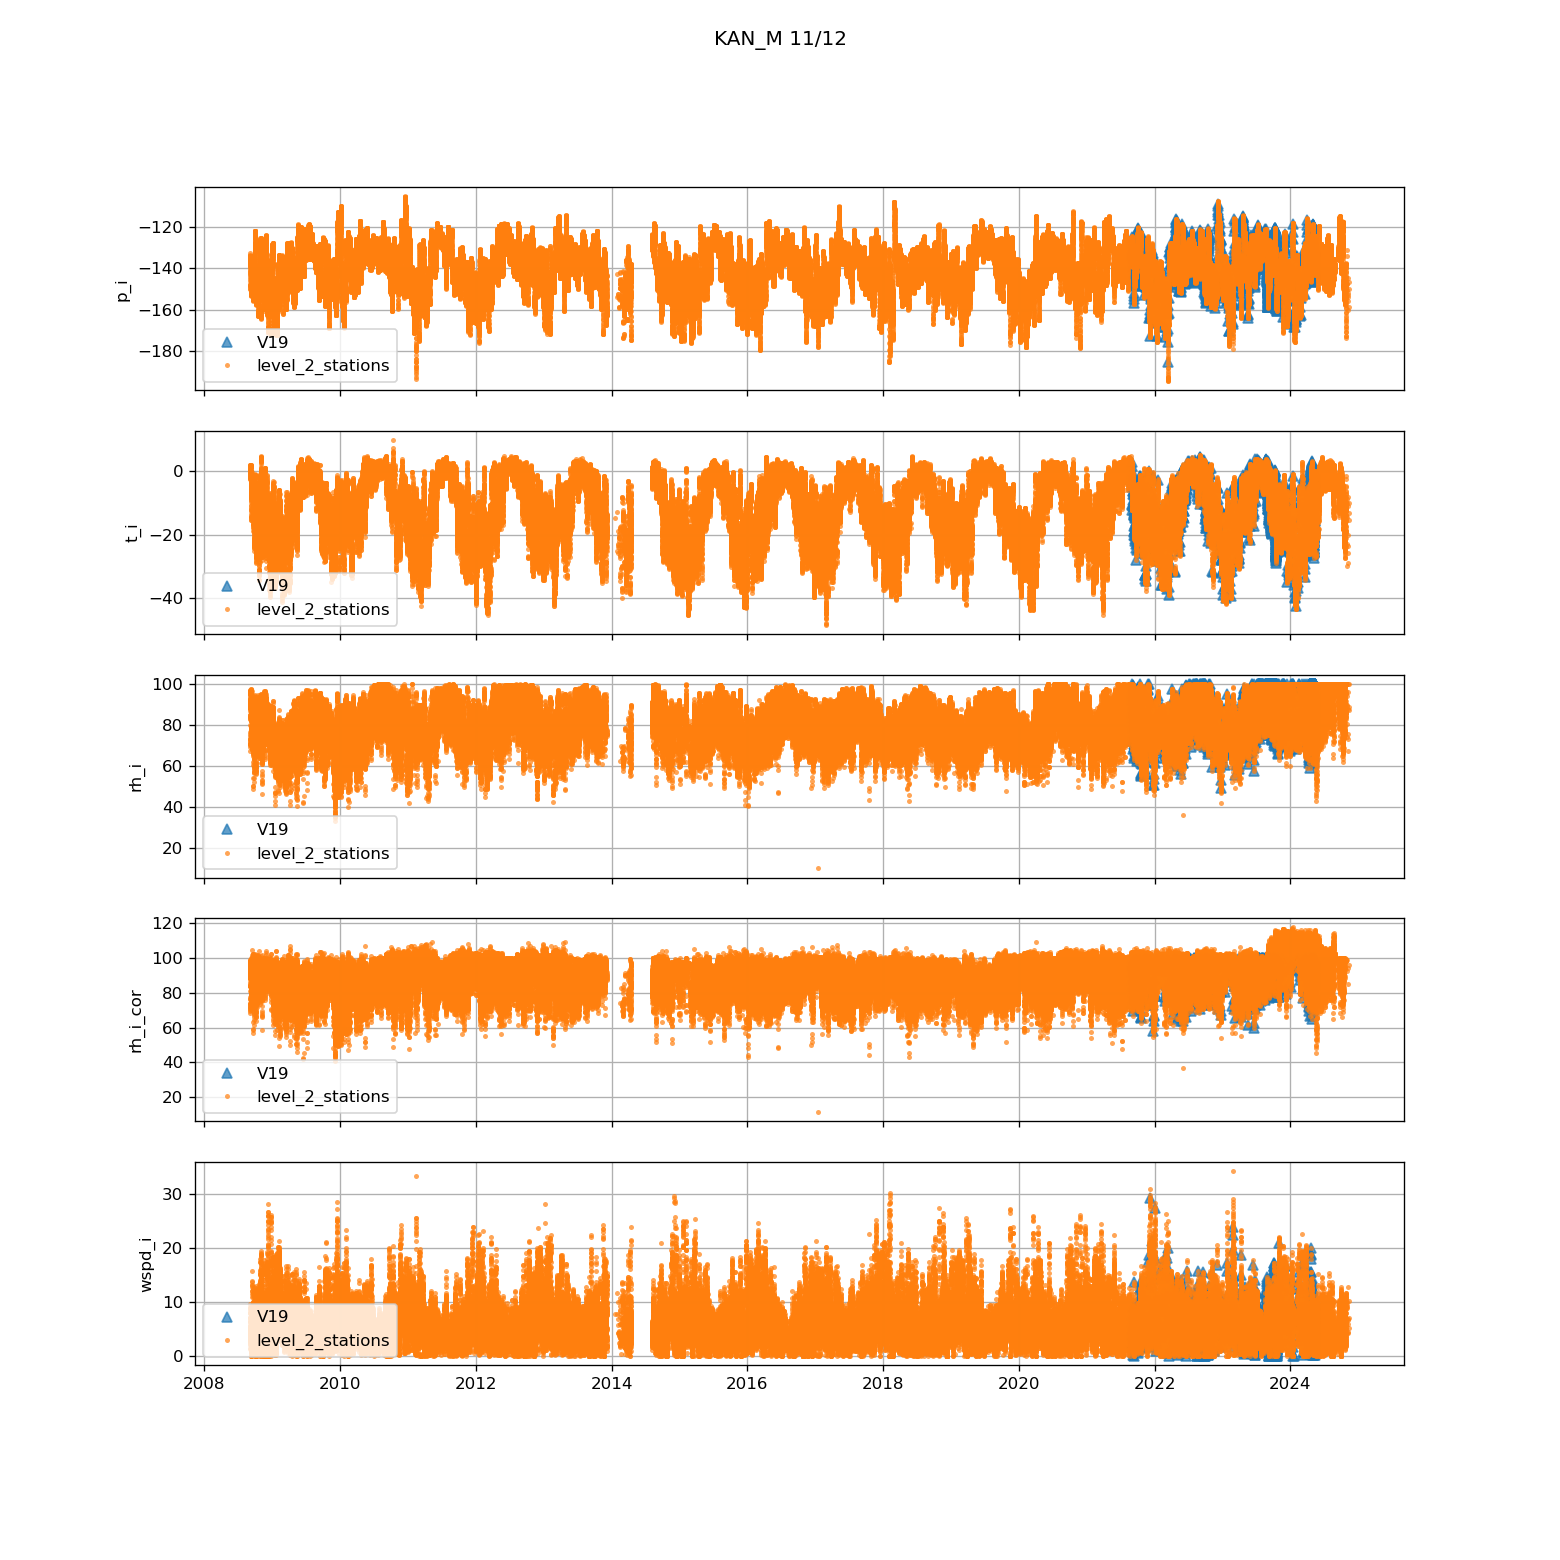 KAN_M 11/12
p_i
−120
−140
−160
−180
V19
level_2_stations
t_i
0
−20
−40
V19
level_2_stations
rh_i
100
80
60
40
20
V19
level_2_stations
rh_i_cor
120
100
80
60
40
20
V19
level_2_stations
wspd_i
30
20
10
0
V19
level_2_stations
2008 2010 2012 2014 2016 2018 2020 2022 2024